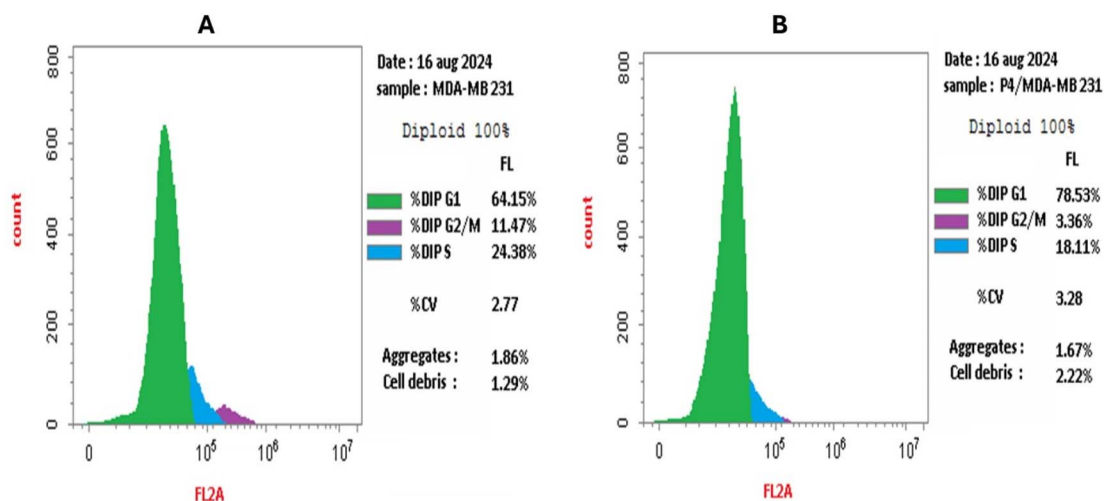 A
800
600
400
200
0
count
0
10^5
10^6
10^7
FL2A
Date : 16 aug 2024
sample : MDA-MB 231
Diploid 100%
FL
%DIP G1 64.15%
%DIP G2/M 11.47%
%DIP S 24.38%
%CV 2.77
Aggregates : 1.86%
Cell debris : 1.29%
B
800
600
400
200
0
count
0
10^5
10^6
10^7
FL2A
Date : 16 aug 2024
sample : P4/MDA-MB 231
Diploid 100%
FL
%DIP G1 78.53%
%DIP G2/M 3.36%
%DIP S 18.11%
%CV 3.28
Aggregates : 1.67%
Cell debris : 2.22%